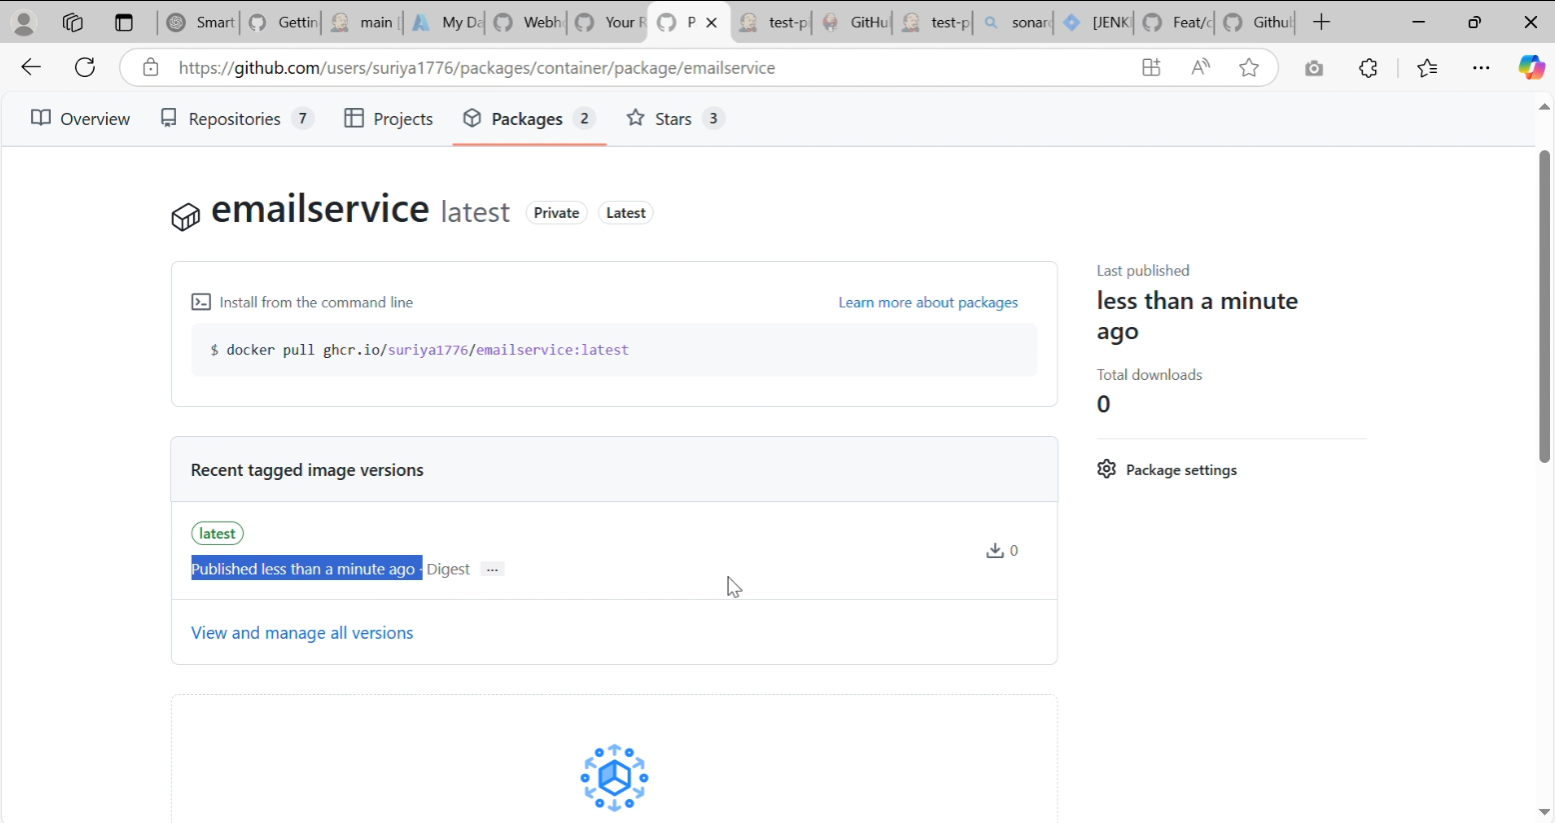 Smart
Gettin
main [
My Da
Webh
Your R
P
test-p
GitHu
test-p
sonar
[JENK
Feat/c
Github
https://github.com/users/suriya1776/packages/container/package/emailservice
Overview
Repositories 7
Projects
Packages 2
Stars 3
emailservice latest Private Latest
Install from the command line
Learn more about packages
$ docker pull ghcr.io/suriya1776/emailservice:latest
Last published
less than a minute
ago
Total downloads
0
Package settings
Recent tagged image versions
latest
Published less than a minute ago · Digest ...
0
View and manage all versions